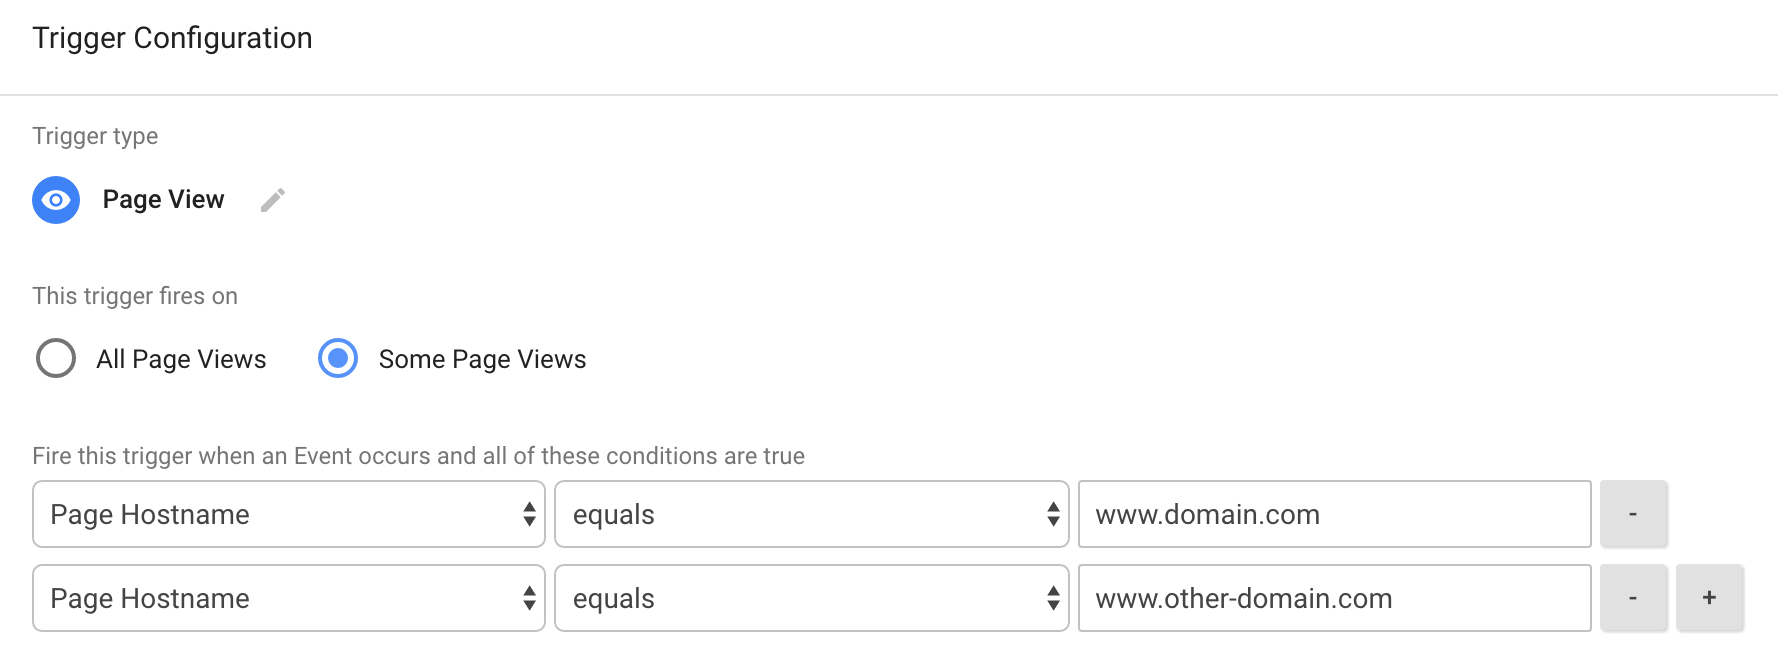 Trigger Configuration
Trigger type
Page View
This trigger fires on
All Page Views Some Page Views
Fire this trigger when an Event occurs and all of these conditions are true
Page Hostname equals www.domain.com -
Page Hostname equals www.other-domain.com - +